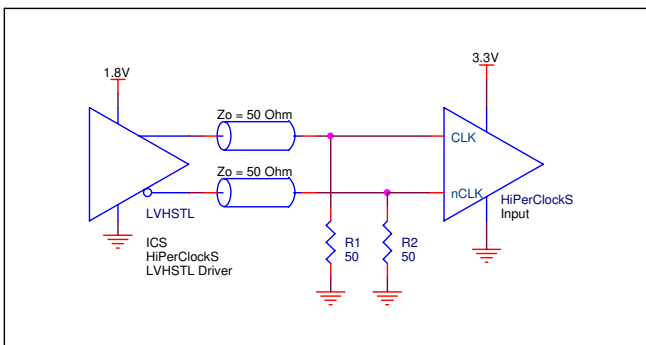 1.8V
3.3V
Zo = 50 Ohm
CLK
Zo = 50 Ohm
nCLK
HiPerClockS
Input
LVHSTL
ICS
HiPerClockS
LVHSTL Driver
R1
50
R2
50